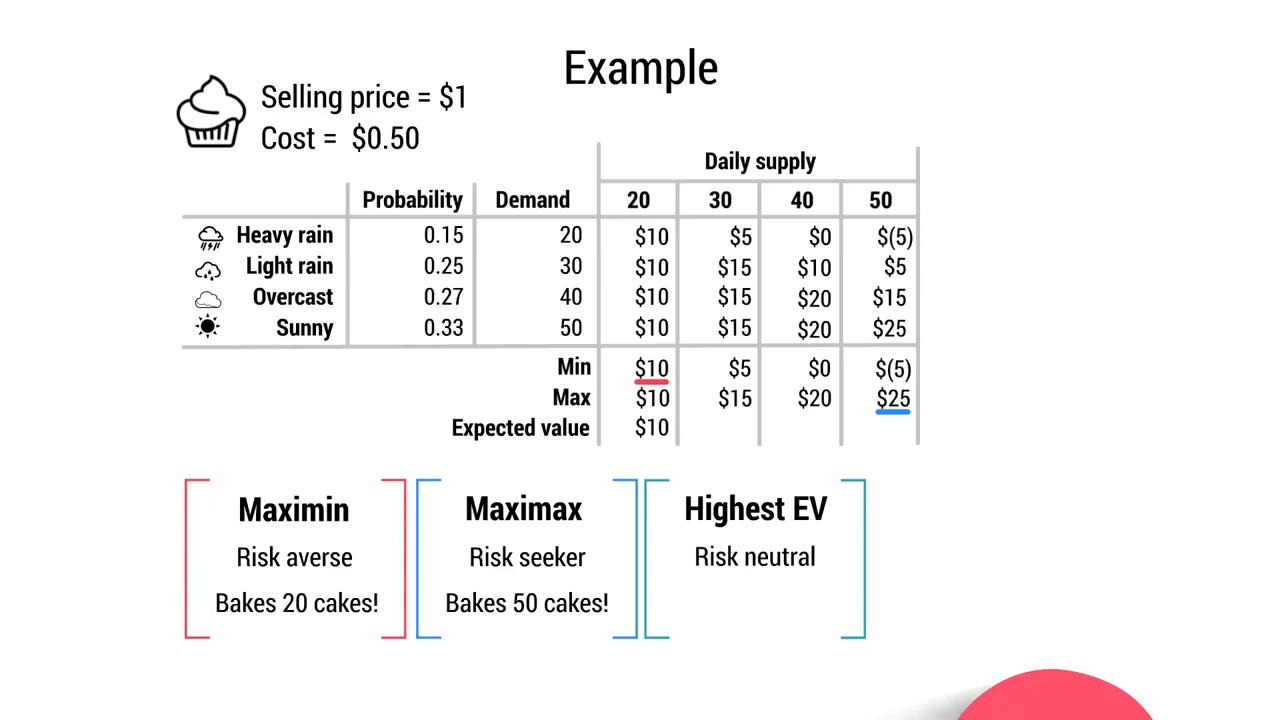 Example
Selling price = $1
Cost = $0.50
Daily supply
Probability Demand 20 30 40 50
Heavy rain 0.15 20 $10 $5 $0 $(5)
Light rain 0.25 30 $10 $15 $10 $5
Overcast 0.27 40 $10 $15 $20 $15
Sunny 0.33 50 $10 $15 $20 $25
Min $10 $5 $0 $(5)
Max $10 $15 $20 $25
Expected value $10
Maximin Maximax Highest EV
Risk averse Risk seeker Risk neutral
Bakes 20 cakes! Bakes 50 cakes!